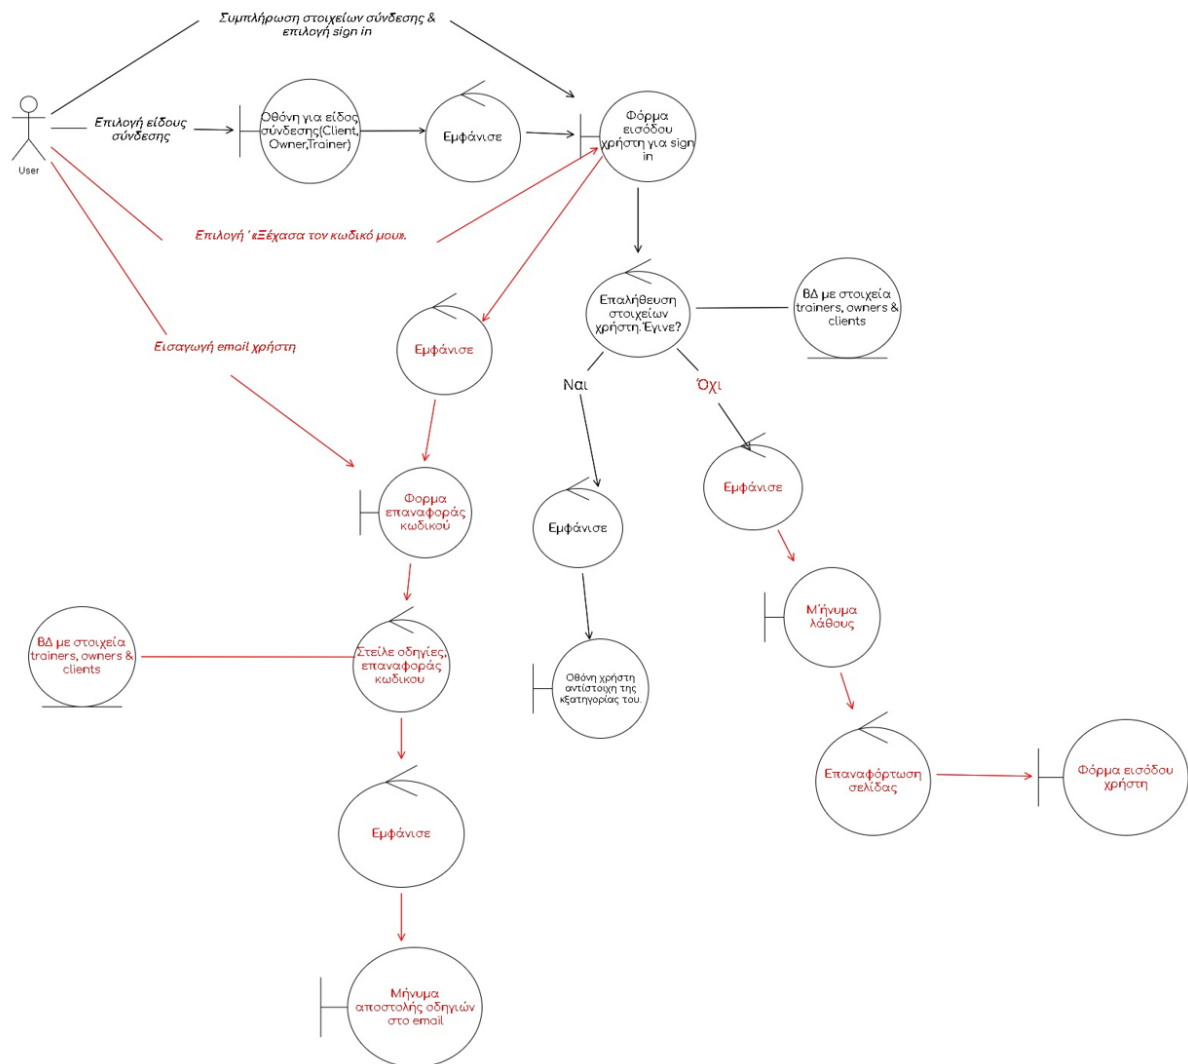 Συμπλήρωση στοιχείων σύνδεσης &
επιλογή sign in
User
Επιλογή είδους
σύνδεσης
Οθόνη για είδος
σύνδεσης(Client,
Owner,Trainer)
Εμφάνισε
Φόρμα
εισόδου
χρήστη για sign
in
Επιλογή '«Ξέχασα τον κωδικό μου».
Επαλήθευση
στοιχείων
χρήστη.Έγινε?
ΒΔ με στοιχεία
trainers, owners &
clients
Εισαγωγή email χρήστη
Εμφάνισε
Ναι
Όχι
Εμφάνισε
Φορμα
επαναφοράς
κωδικού
Εμφάνισε
Μ΄ήνυμα
λάθους
ΒΔ με στοιχεία
trainers, owners &
clients
Στείλε οδηγίες,
επαναφοράς
κωδικου
Οθόνη χρήστη
αντίστοιχη της
κξατηγορίας του.
Επαναφόρτωση
σελίδας
Φόρμα εισόδου
χρήστη
Εμφάνισε
Μήνυμα
αποστολής οδηγιών
στο email